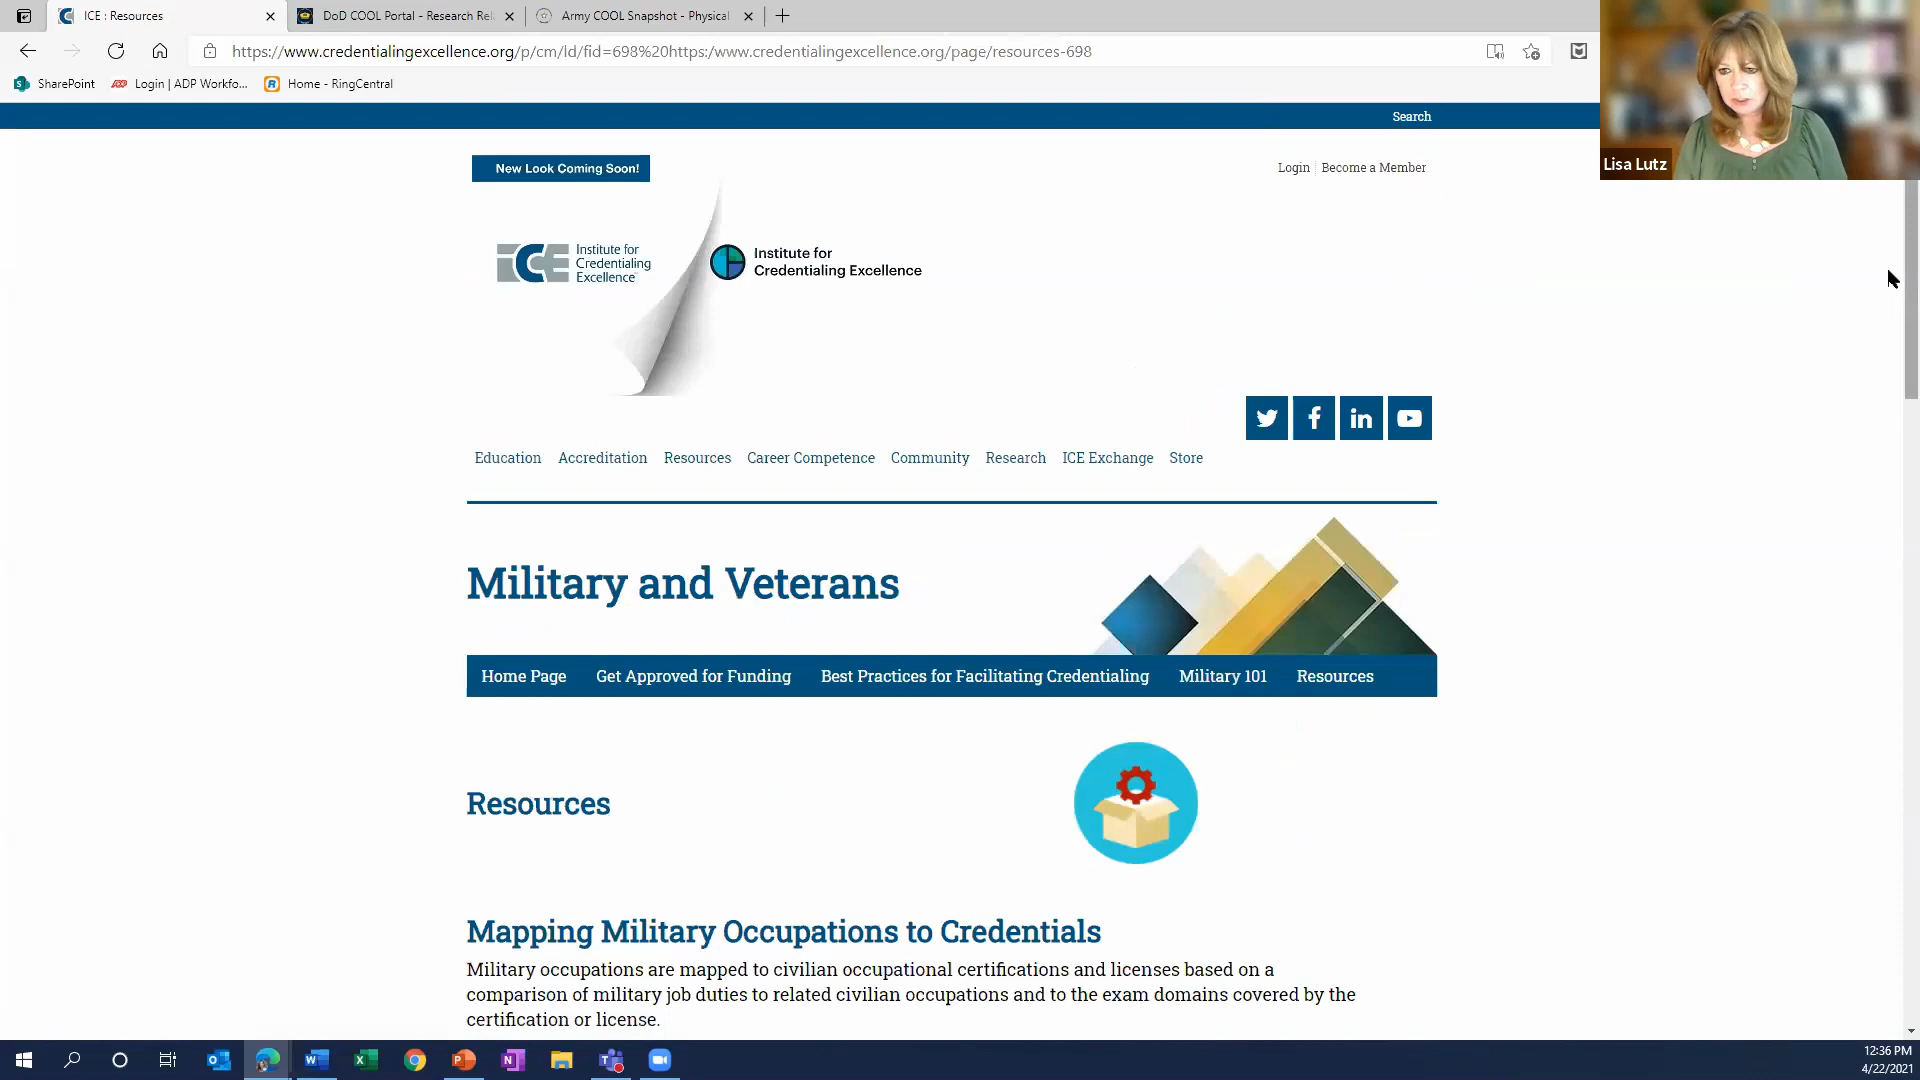 ICE : Resources
DoD COOL Portal - Research Rel
Army COOL Snapshot - Physical
https://www.credentialingexcellence.org/p/cm/ld/fid=698%20https:/www.credentialingexcellence.org/page/resources-698
SharePoint
Login | ADP Workfo...
Home - RingCentral
Search
Lisa Lutz
New Look Coming Soon!
Login
Become a Member
iCE
Institute for
Credentialing
Excellence™
Institute for
Credentialing Excellence
Education Accreditation Resources Career Competence Community Research ICE Exchange Store
Military and Veterans
Home Page Get Approved for Funding Best Practices for Facilitating Credentialing Military 101 Resources
Resources
Mapping Military Occupations to Credentials
Military occupations are mapped to civilian occupational certifications and licenses based on a
comparison of military job duties to related civilian occupations and to the exam domains covered by the
certification or license.
12:36 PM
4/22/2021